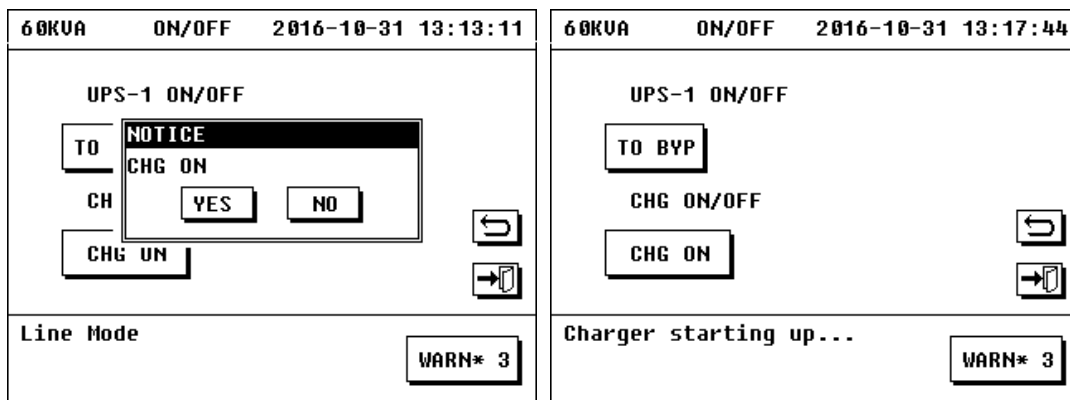 60KVA ON/OFF 2016-10-31 13:13:11
UPS-1 ON/OFF
TO
NOTICE
CHG ON
YES NO
CH
CHG ON
Line Mode
WARN* 3
60KVA ON/OFF 2016-10-31 13:17:44
UPS-1 ON/OFF
TO BYP
CHG ON/OFF
CHG ON
Charger starting up...
WARN* 3